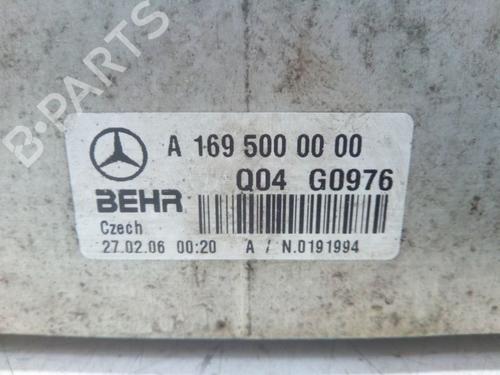 B-PARTS
A 169 500 00 00
Q04 G0976
BEHR
Czech
27.02.06 00:20 A / N.0191994